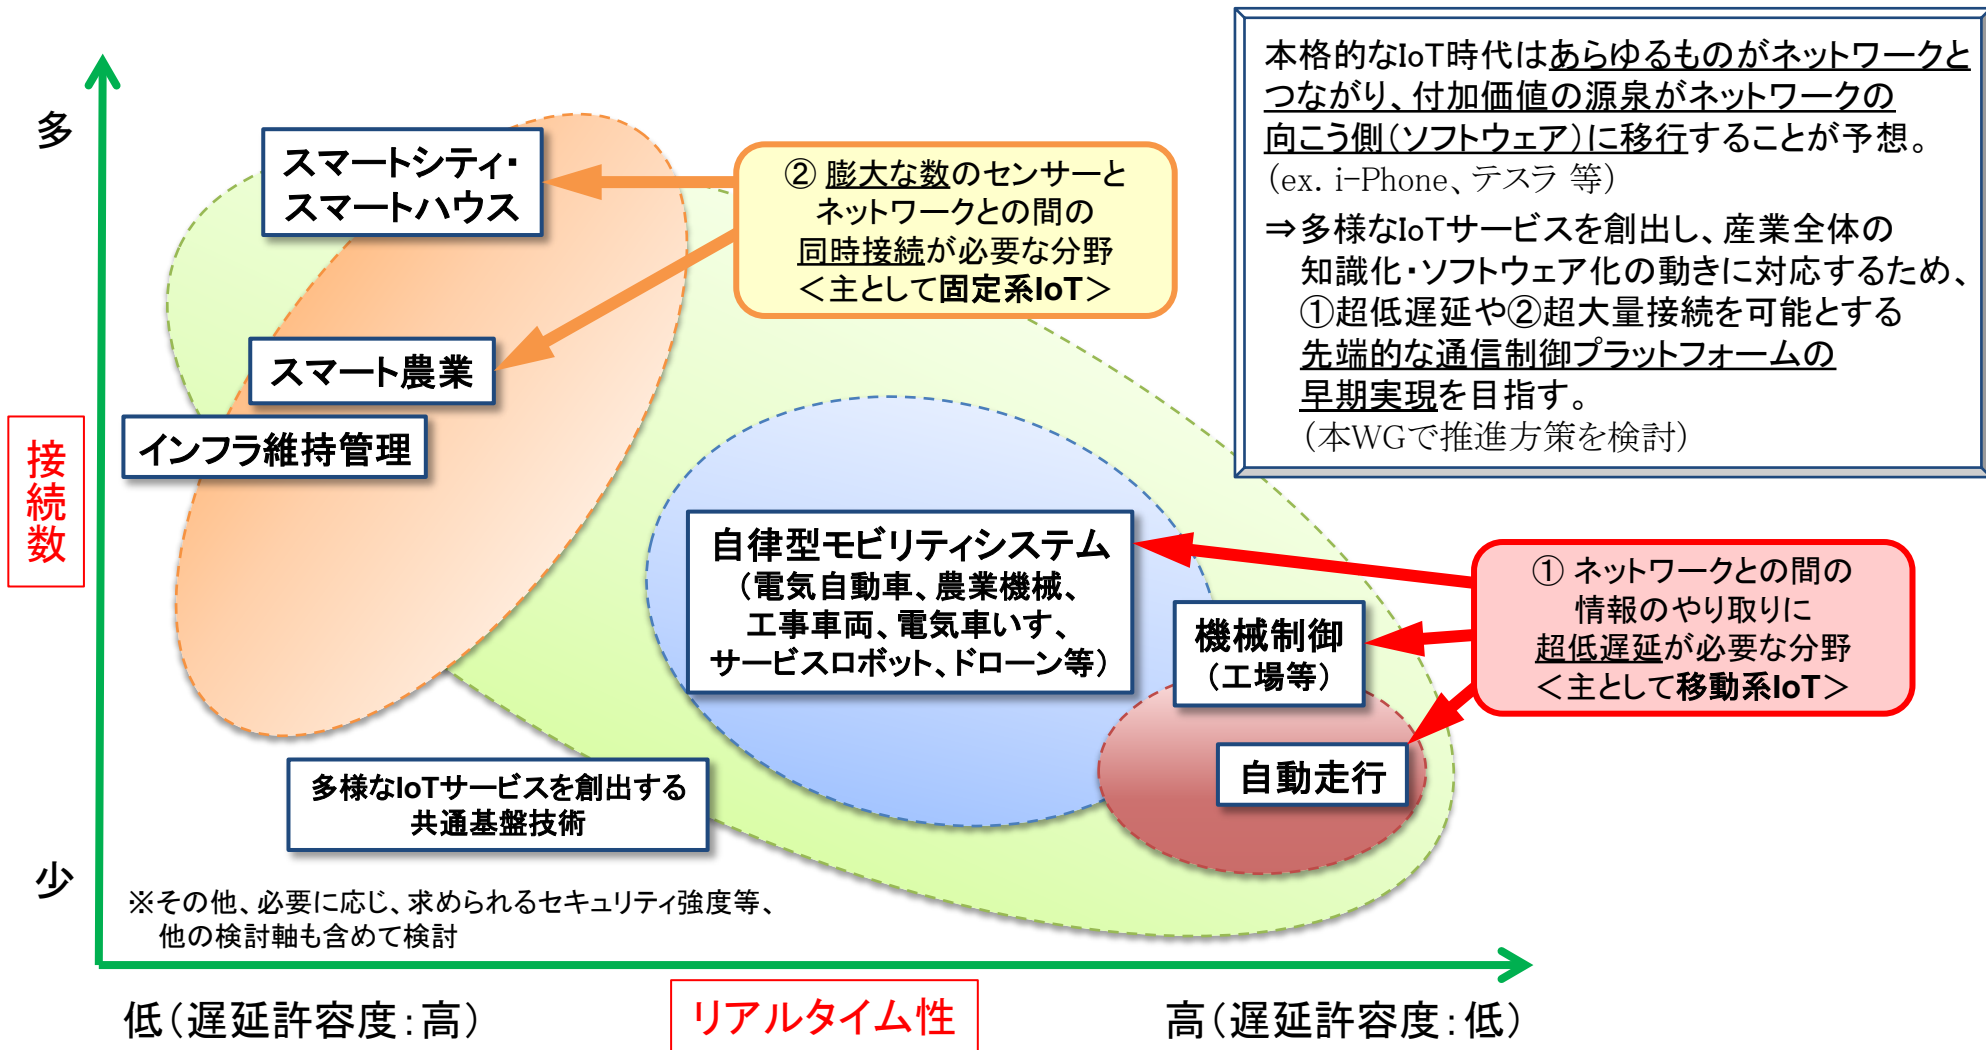 本格的なIoT時代はあらゆるものがネットワークと
つながり、付加価値の源泉がネットワークの
向こう側(ソフトウェア)に移行することが予想。
(ex. i-Phone、テスラ 等)
⇒多様なIoTサービスを創出し、産業全体の
知識化・ソフトウェア化の動きに対応するため、
①超低遅延や②超大量接続を可能とする
先端的な通信制御プラットフォームの
早期実現を目指す。
(本WGで推進方策を検討)
多
スマートシティ・
スマートハウス
② 膨大な数のセンサーと
ネットワークとの間の
同時接続が必要な分野
＜主として固定系IoT＞
スマート農業
インフラ維持管理
接続数
自律型モビリティシステム
(電気自動車、農業機械、
工事車両、電気車いす、
サービスロボット、ドローン等)
機械制御
(工場等)
① ネットワークとの間の
情報のやり取りに
超低遅延が必要な分野
＜主として移動系IoT＞
自動走行
多様なIoTサービスを創出する
共通基盤技術
少
※その他、必要に応じ、求められるセキュリティ強度等、
他の検討軸も含めて検討
低(遅延許容度:高)
リアルタイム性
高(遅延許容度:低)